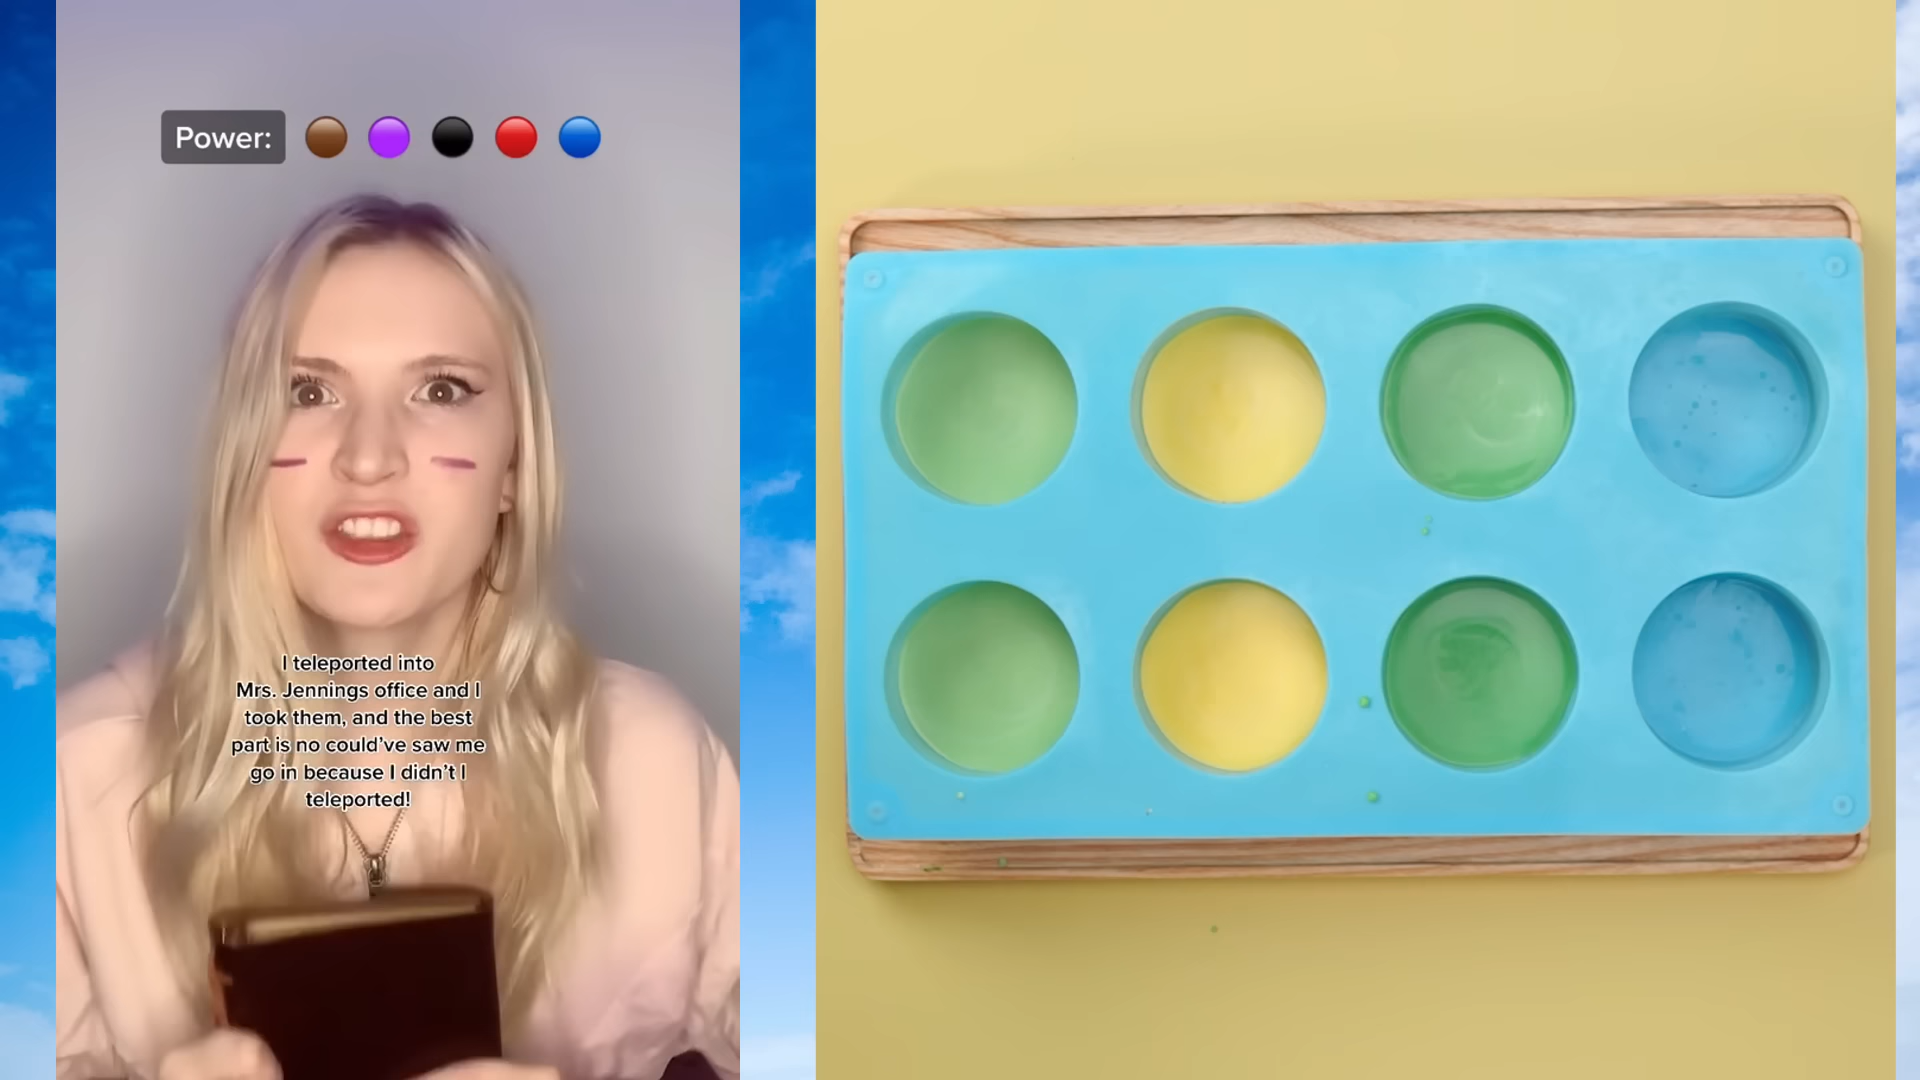 Power:
I teleported into
Mrs. Jennings office and I
took them, and the best
part is no could've saw me
go in because I didn't I
teleported!